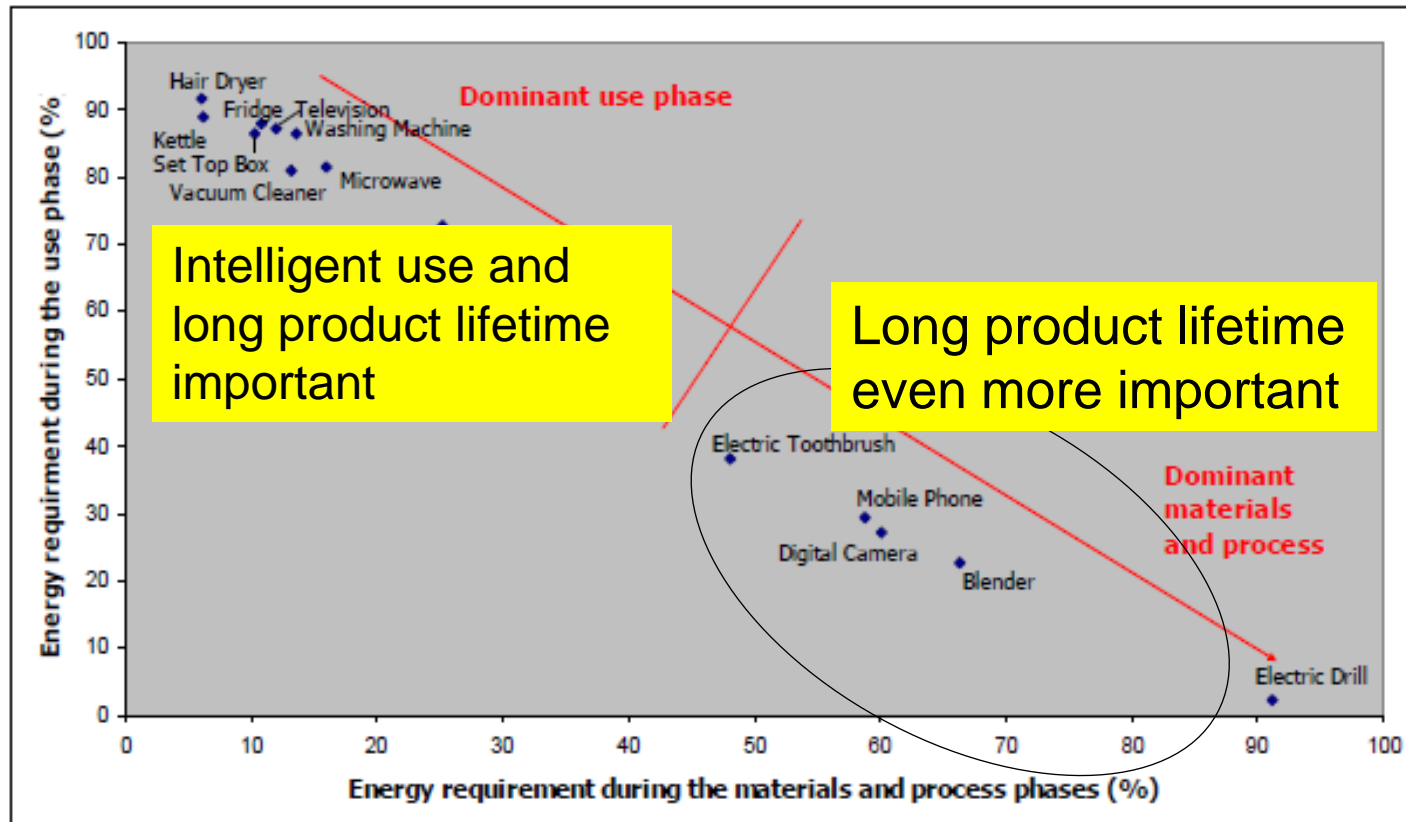 100
90
80
70
60
50
40
30
20
10
0
Energy requirment during the use phase (%
Hair Dryer
Fridge Television
Kettle
Washing Machine
Set Top Box
Vacuum Cleaner
Microwave
Dominant use phase
Intelligent use and
long product lifetime
important
Long product lifetime
even more important
Electric Toothbrush
Mobile Phone
Digital Camera
Blender
Dominant
materials
and process
Electric Drill
0 10 20 30 40 50 60 70 80 90 100
Energy requirement during the materials and process phases (%)